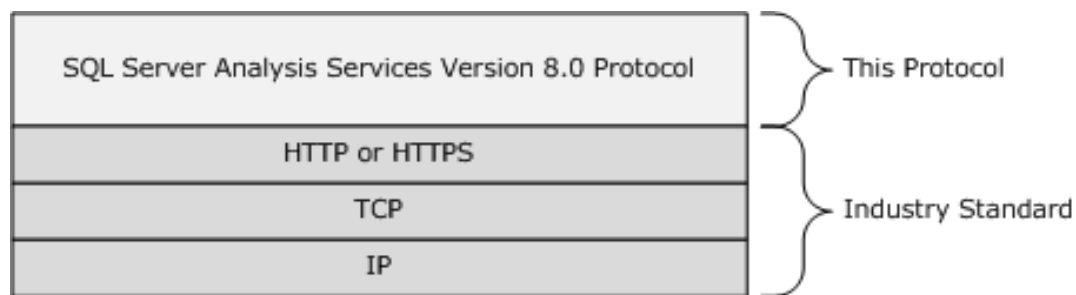 SQL Server Analysis Services Version 8.0 Protocol
This Protocol
HTTP or HTTPS
TCP
Industry Standard
IP